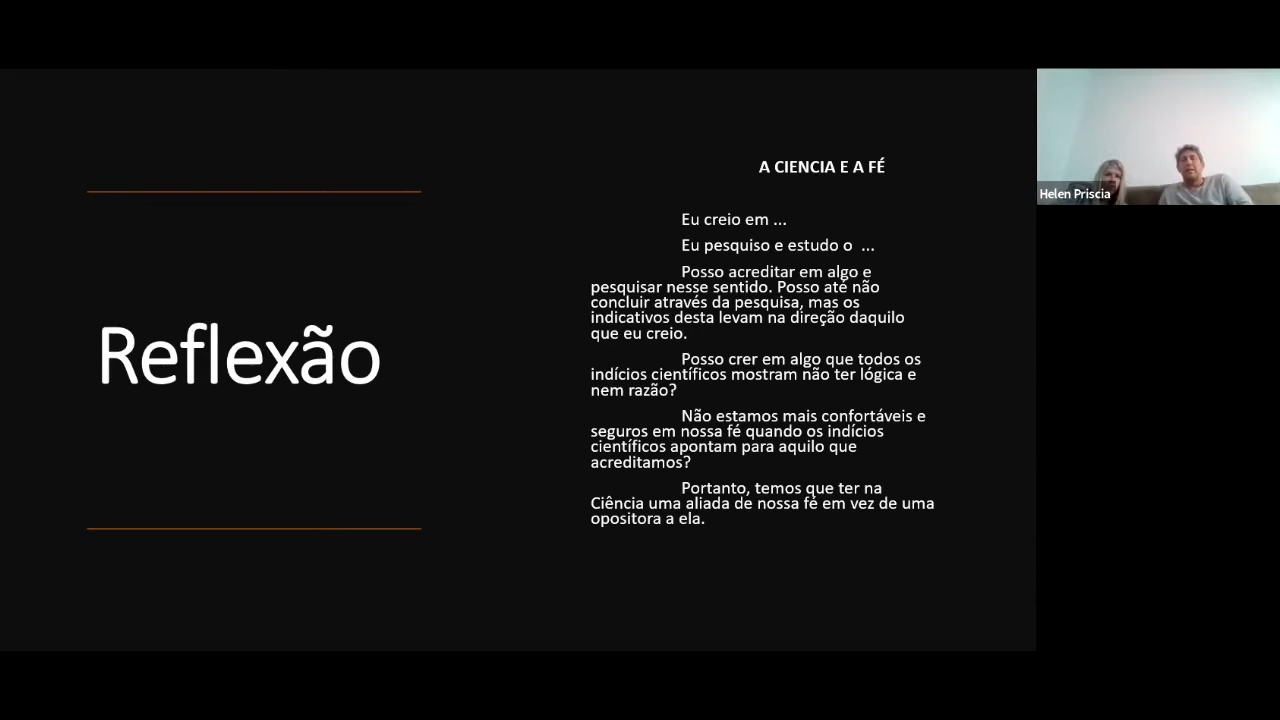 Reflexão
A CIENCIA E A FÉ
Eu creio em ...
Eu pesquiso e estudo o ...
Posso acreditar em algo e
pesquisar nesse sentido. Posso até não
concluir através da pesquisa, mas os
indicativos desta levam na direção daquilo
que eu creio.
Posso crer em algo que todos os
indícios científicos mostram não ter lógica e
nem razão?
Não estamos mais confortáveis e
seguros em nossa fé quando os indícios
científicos apontam para aquilo que
acreditamos?
Portanto, temos que ter na
Ciência uma aliada de nossa fé em vez de uma
opositora a ela.
Helen Priscia